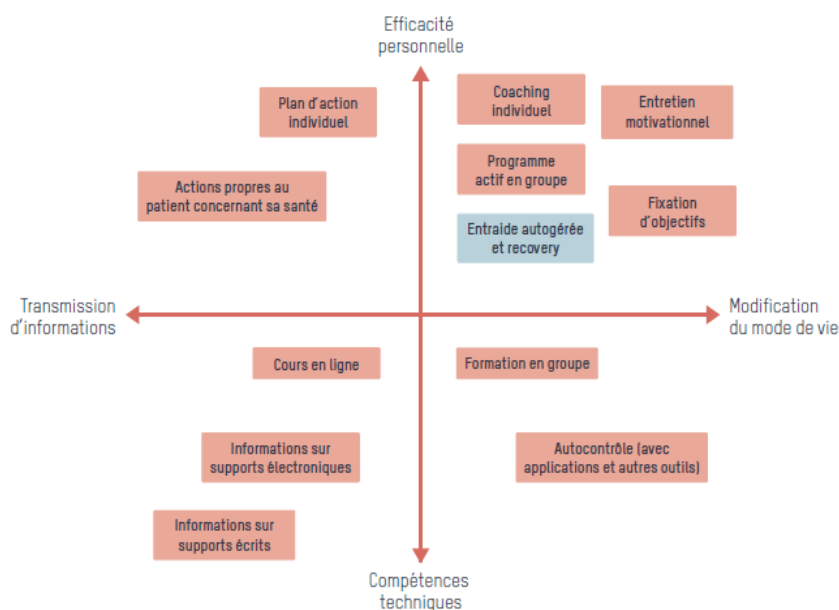 Efficacité
personnelle
Plan d'action
individuel
Coaching
individuel
Entretien
motivationnel
Programme
actif en groupe
Actions propres au
patient concernant sa santé
Fixation
d'objectifs
Entraide autogérée
et recovery
Transmission
d'informations
Modification
du mode de vie
Cours en ligne
Formation en groupe
Informations sur
supports électroniques
Autocontrôle (avec
applications et autres outils)
Informations sur
supports écrits
Compétences
techniques